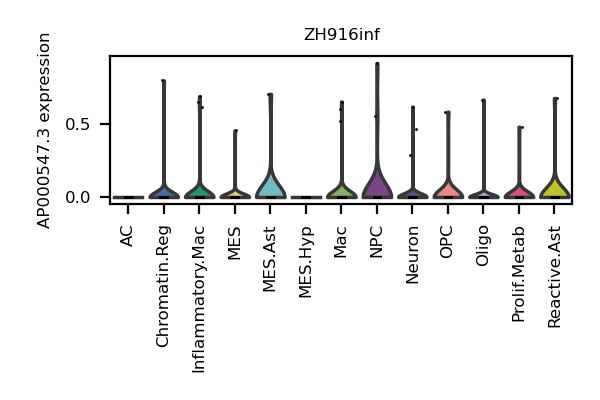 ZH916inf
AP000547.3 expression
0.5
0.0
AC
Chromatin.Reg
Inflammatory.Mac
MES
MES.Ast
MES.Hyp
Mac
NPC
Neuron
OPC
Oligo
Prolif.Metab
Reactive.Ast